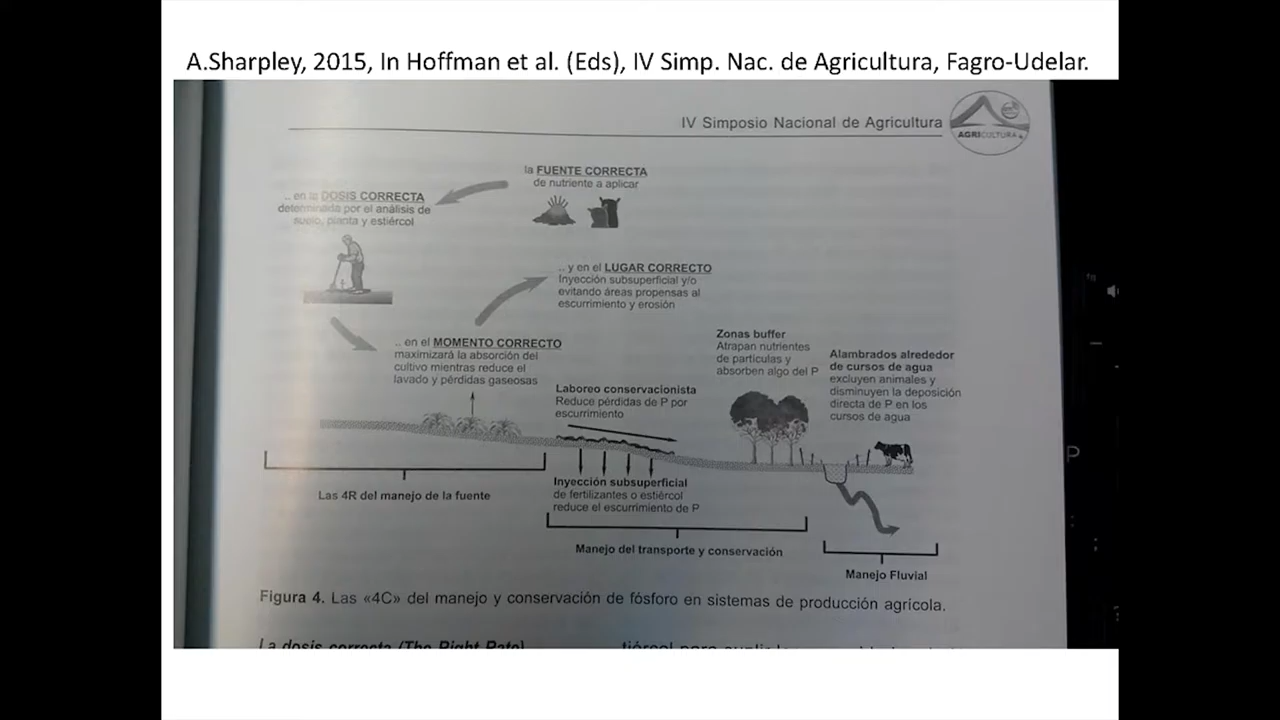 A.Sharpley, 2015, In Hoffman et al. (Eds), IV Simp. Nac. de Agricultura, Fagro-Udelar.
IV Simposio Nacional de Agricultura
AGRICULTURA
la FUENTE CORRECTA
de nutriente a aplicar
.. en la DOSIS CORRECTA
determinada por el análisis de
suelo, planta y estiércol
.. y en el LUGAR CORRECTO
Inyección subsuperficial y/o
evitando áreas propensas al
escurrimiento y erosión
.. en el MOMENTO CORRECTO
maximizará la absorción del
cultivo mientras reduce el
lavado y pérdidas gaseosas
Zonas buffer
Atrapan nutrientes
de partículas y
absorben algo del P
Alambrados alrededor
de cursos de agua
excluyen animales y
disminuyen la deposición
directa de P en los
cursos de agua
Laboreo conservacionista
Reduce pérdidas de P por
escurrimiento
Inyección subsuperficial
de fertilizantes o estiércol
reduce el escurrimiento de P
Las 4R del manejo de la fuente
Manejo del transporte y conservación
Manejo Fluvial
Figura 4. Las «4C» del manejo y conservación de fósforo en sistemas de producción agrícola.
La dosis correcta (The Right Rate)
P